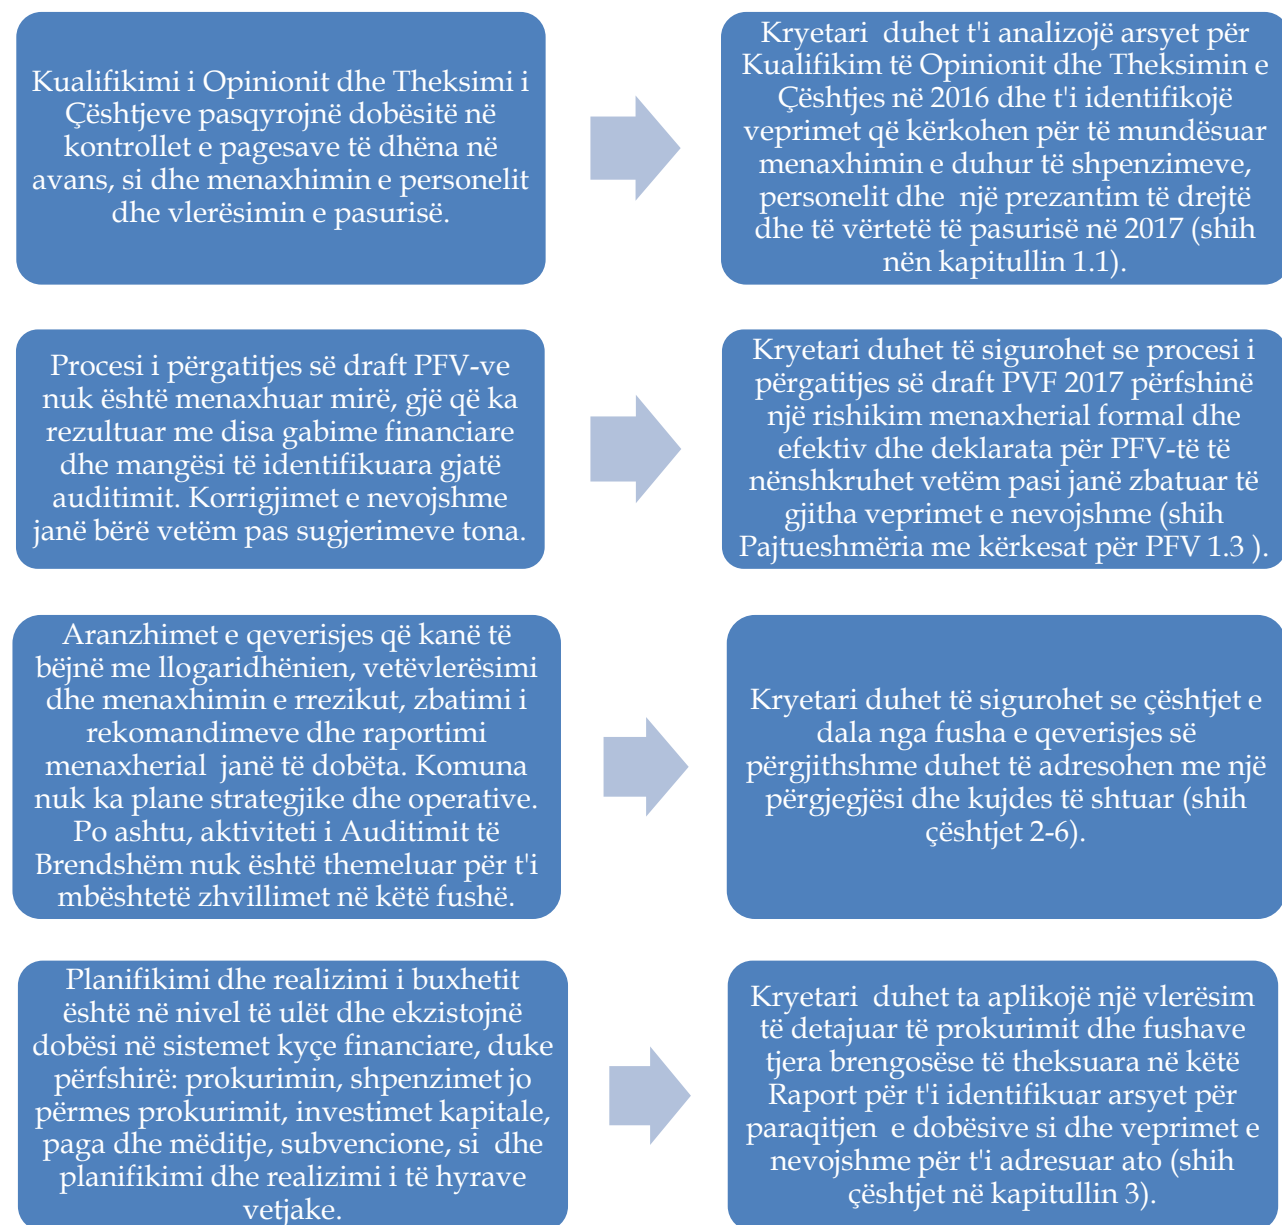 Kualifikimi i Opinionit dhe Theksimi i
Çështjeve pasqyrojnë dobësitë në
kontrollet e pagesave të dhëna në
avans, si dhe menaxhimin e personelit
dhe vlerësimin e pasurisë.
Kryetari duhet t'i analizojë arsyet për
Kualifikim të Opinionit dhe Theksimin e
Çështjes në 2016 dhe t'i identifikojë
veprimet që kërkohen për të mundësuar
menaxhimin e duhur të shpenzimeve,
personelit dhe një prezantim të drejtë
dhe të vërtetë të pasurisë në 2017 (shih
nën kapitullin 1.1).
Procesi i përgatitjes së draft PFV-ve
nuk është menaxhuar mirë, gjë që ka
rezultuar me disa gabime financiare
dhe mangësi të identifikuara gjatë
auditimit. Korrigjimet e nevojshme
janë bërë vetëm pas sugjerimeve tona.
Kryetari duhet të sigurohet se procesi i
përgatitjes së draft PVF 2017 përfshinë
një rishikim menaxherial formal dhe
efektiv dhe deklarata për PFV-të të
nënshkruhet vetëm pasi janë zbatuar të
gjitha veprimet e nevojshme (shih
Pajtueshmëria me kërkesat për PFV 1.3 ).
Aranzhimet e qeverisjes që kanë të
bëjnë me llogaridhënien, vetëvlerësimi
dhe menaxhimin e rrezikut, zbatimi i
rekomandimeve dhe raportimi
menaxherial janë të dobëta. Komuna
nuk ka plane strategjike dhe operative.
Po ashtu, aktiviteti i Auditimit të
Brendshëm nuk është themeluar për t'i
mbështetë zhvillimet në këtë fushë.
Kryetari duhet të sigurohet se çështjet e
dala nga fusha e qeverisjes së
përgjithshme duhet të adresohen me një
përgjegjësi dhe kujdes të shtuar (shih
çështjet 2-6).
Planifikimi dhe realizimi i buxhetit
është në nivel të ulët dhe ekzistojnë
dobësi në sistemet kyçe financiare, duke
përfshirë: prokurimin, shpenzimet jo
përmes prokurimit, investimet kapitale,
paga dhe mëditje, subvencione, si dhe
planifikimi dhe realizimi i të hyrave
vetjake.
Kryetari duhet ta aplikojë një vlerësim
të detajuar të prokurimit dhe fushave
tjera brengosëse të theksuara në këtë
Raport për t'i identifikuar arsyet për
paraqitjen e dobësive si dhe veprimet e
nevojshme për t'i adresuar ato (shih
çështjet në kapitullin 3).